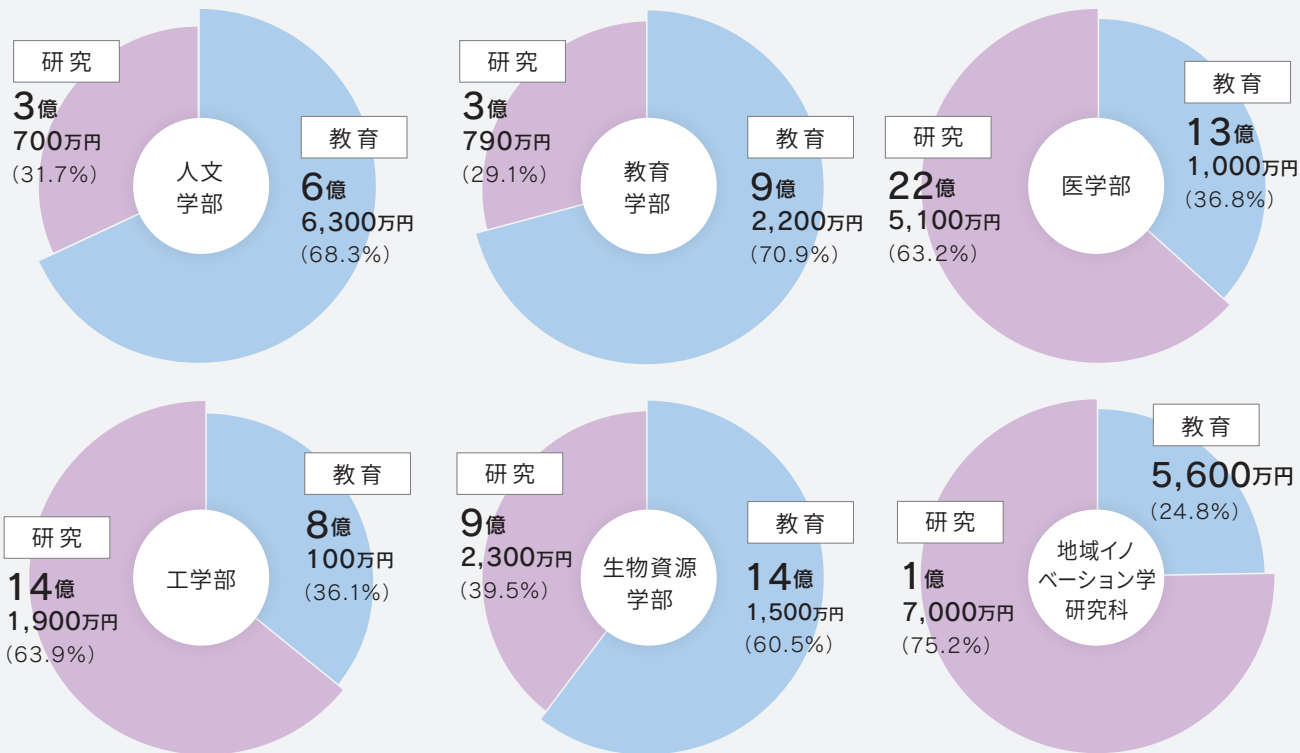 研究
3億
700万円
(31.7%)
人文
学部
教育
6億
6,300万円
(68.3%)
研究
3億
790万円
(29.1%)
教育
学部
教育
9億
2,200万円
(70.9%)
研究
22億
5,100万円
(63.2%)
医学部
教育
13億
1,000万円
(36.8%)
研究
14億
1,900万円
(63.9%)
工学部
教育
8億
100万円
(36.1%)
研究
9億
2,300万円
(39.5%)
生物資源
学部
教育
14億
1,500万円
(60.5%)
研究
1億
7,000万円
(75.2%)
地域イノ
ベーション学
研究科
教育
5,600万円
(24.8%)